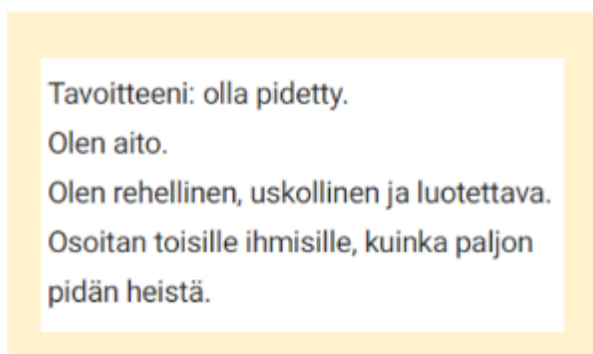 Tavoitteeni: olla pidetty.
Olen aito.
Olen rehellinen, uskollinen ja luotettava.
Osoitan toisille ihmisille, kuinka paljon
pidän heistä.